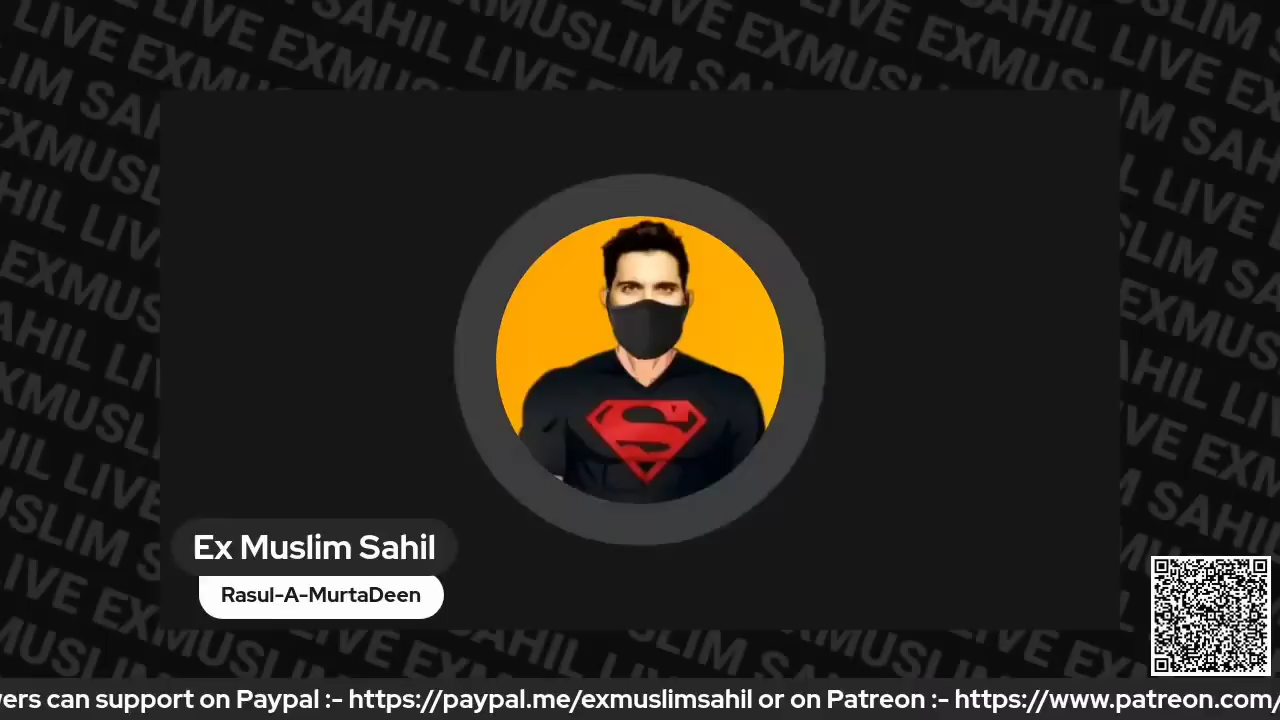 Ex Muslim Sahil
Rasul-A-MurtaDeen
can support on Paypal :- https://paypal.me/exmuslimsahil or on Patreon :- https://www.patreon.com/